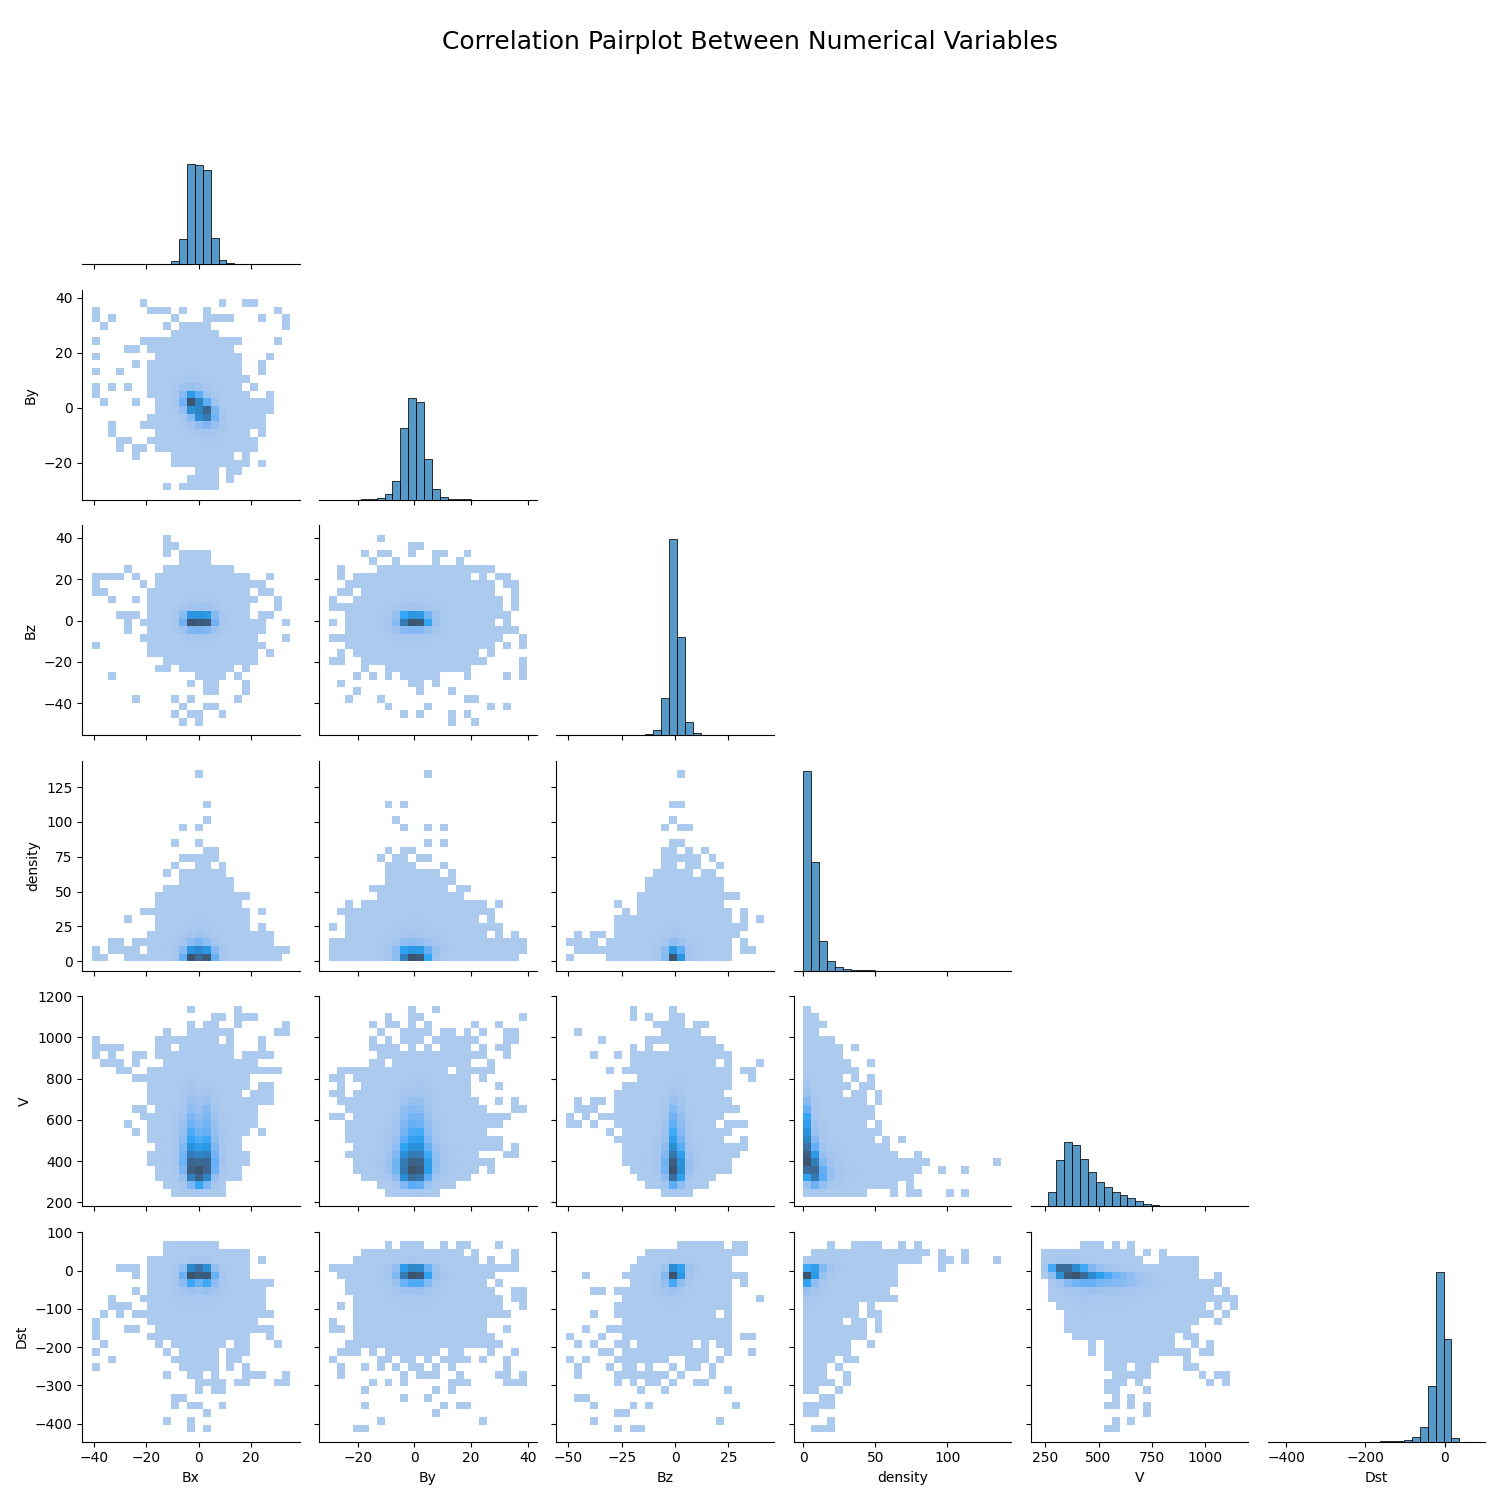 Correlation Pairplot Between Numerical Variables
40
20
0
−20
By
40
20
0
−20
−40
Bz
125
100
75
50
25
0
density
1200
1000
800
600
400
200
V
100
0
−100
−200
−300
−400
Dst
−40 −20 0 20
−20 0 20 40
−50 −25 0 25
0 50 100
250 500 750 1000
−400 −200 0
Bx By Bz density V Dst